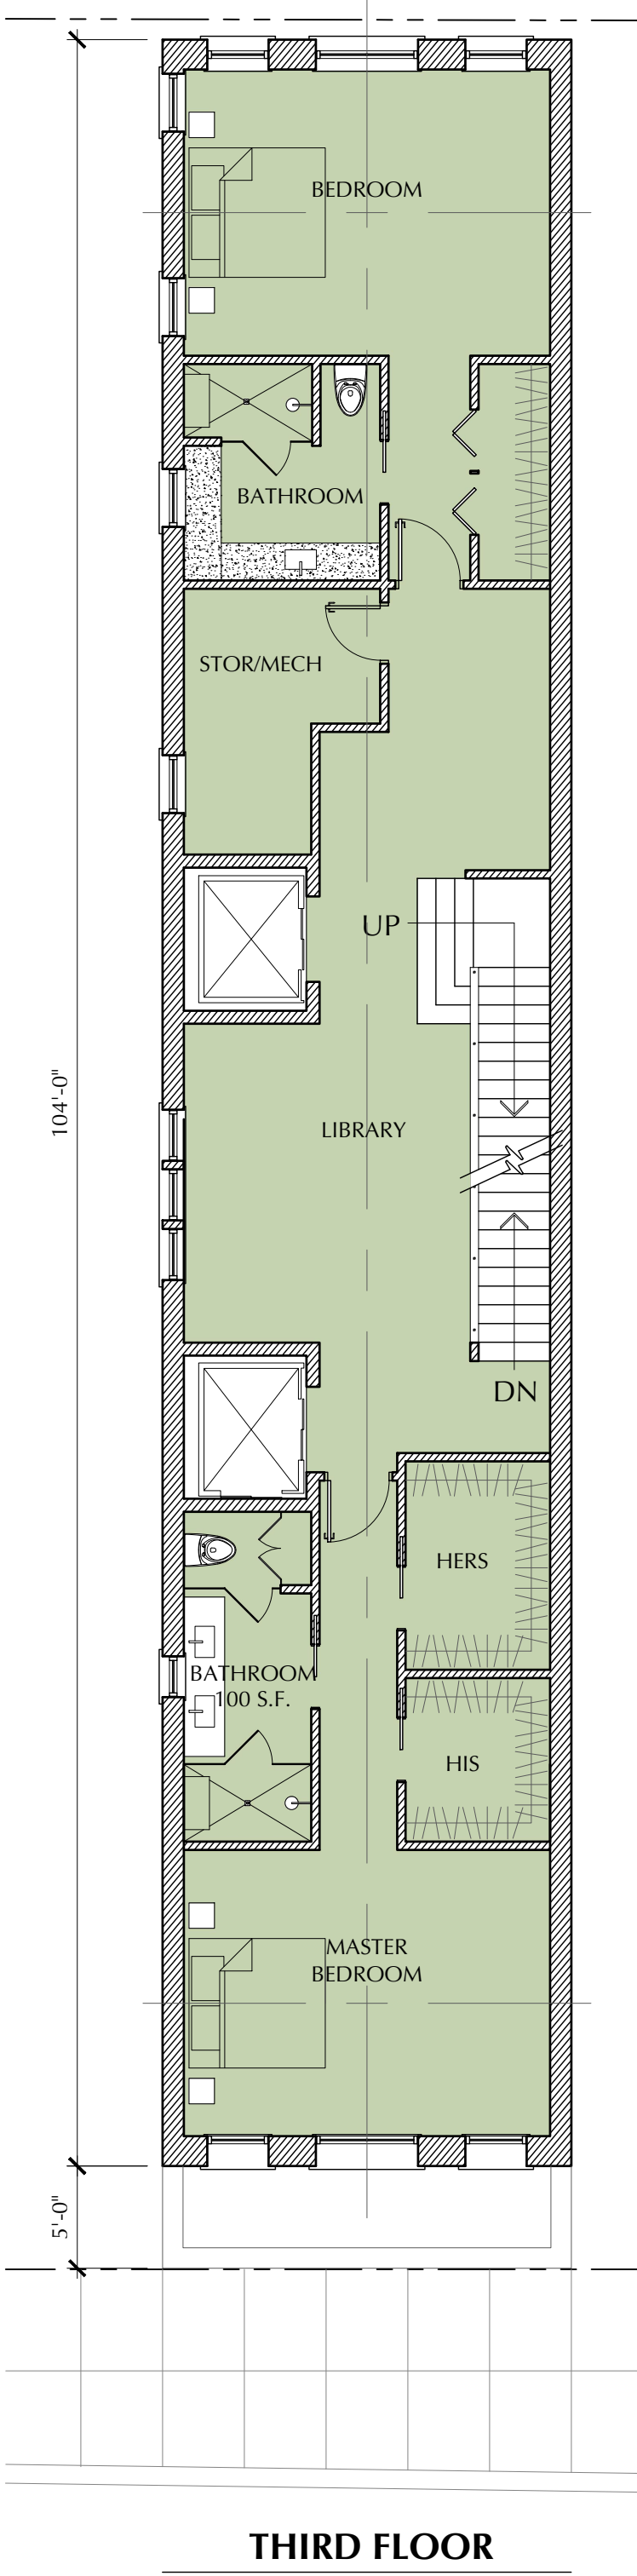 BEDROOM
BATHROOM
STOR/MECH
UP
104'-0"
LIBRARY
DN
HERS
BATHROOM
100 S.F.
HIS
MASTER
BEDROOM
5'-0"
THIRD FLOOR